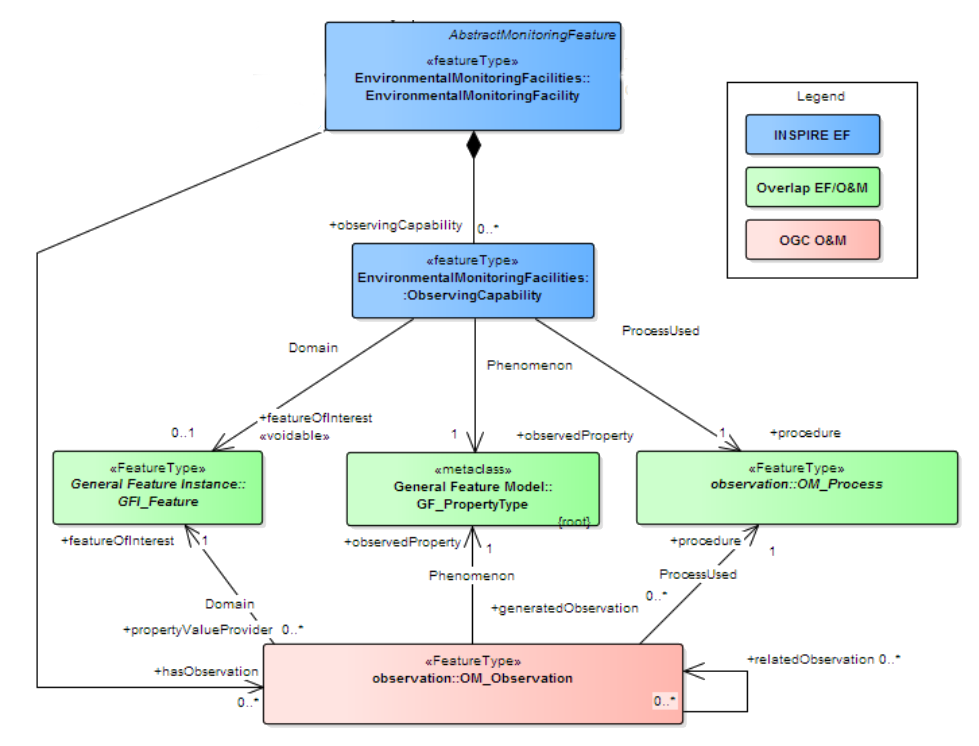 AbstractMonitoringFeature
«featureType»
EnvironmentalMonitoringFacilities::
EnvironmentalMonitoringFacility
Legend
INSPIRE EF
Overlap EF/O&M
OGC O&M
+observingCapability
0..*
«featureType»
EnvironmentalMonitoringFacilities:
:ObservingCapability
ProcessUsed
Domain
Phenomenon
+featureOfInterest
«voidable»
0..1
1
+observedProperty
1
+procedure
«FeatureType»
General Feature Instance::
GFI_Feature
«metaclass»
General Feature Model::
GF_PropertyType
{root}
«FeatureType»
observation::OM_Process
+featureOfInterest
1
+observedProperty
1
+procedure
1
Phenomenon
ProcessUsed
Domain
+generatedObservation
0..*
+propertyValueProvider
0..*
+hasObservation
0..*
«FeatureType»
observation::OM_Observation
0..*
+relatedObservation 0..*